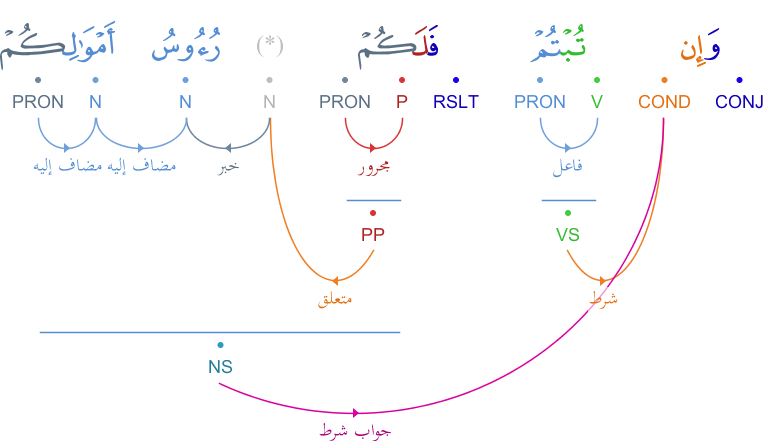 وَإِن تُبْتُمْ فَلَكُمْ (*) رُءُوسُ أَمْوَٰلِكُمْ
CONJ COND V PRON RSLT P PRON N N N PRON
فاعل مجرور خبر مضاف إليه مضاف إليه
VS PP
شرط متعلق
NS
جواب شرط